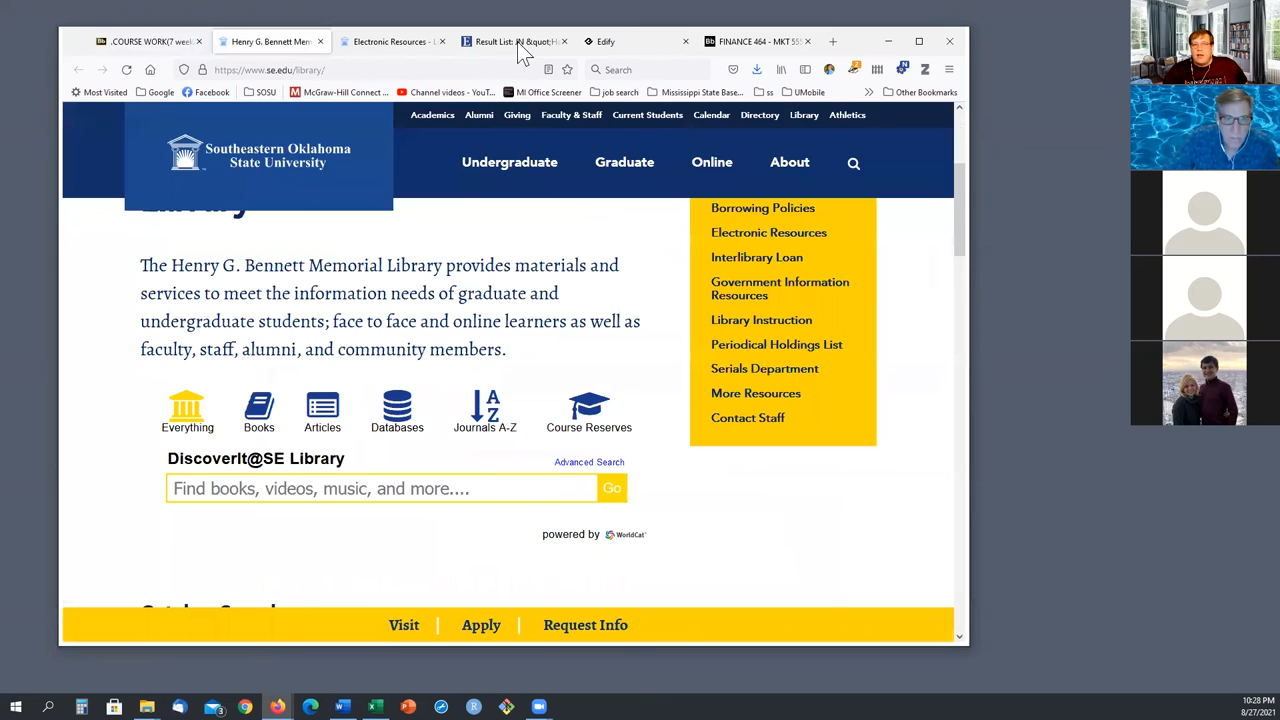 .COURSE WORK(7 week
Henry G. Bennett Mem
Electronic Resources - L
Result List: JN &quot;H
Edify
FINANCE 464 - MKT 555
https://www.se.edu/library/
Search
Most Visited
Google
Facebook
SOSU
McGraw-Hill Connect ...
Channel videos - YouT...
MI Office Screener
job search
Mississippi State Base...
ss
UMobile
Other Bookmarks
Academics
Alumni
Giving
Faculty & Staff
Current Students
Calendar
Directory
Library
Athletics
Southeastern Oklahoma
State University
Undergraduate
Graduate
Online
About
Library
The Henry G. Bennett Memorial Library provides materials and
services to meet the information needs of graduate and
undergraduate students; face to face and online learners as well as
faculty, staff, alumni, and community members.
Borrowing Policies
Electronic Resources
Interlibrary Loan
Government Information
Resources
Library Instruction
Periodical Holdings List
Serials Department
More Resources
Contact Staff
Everything
Books
Articles
Databases
Journals A-Z
Course Reserves
DiscoverIt@SE Library
Advanced Search
Find books, videos, music, and more....
Go
powered by WorldCat
Visit
Apply
Request Info
10:28 PM
8/27/2021